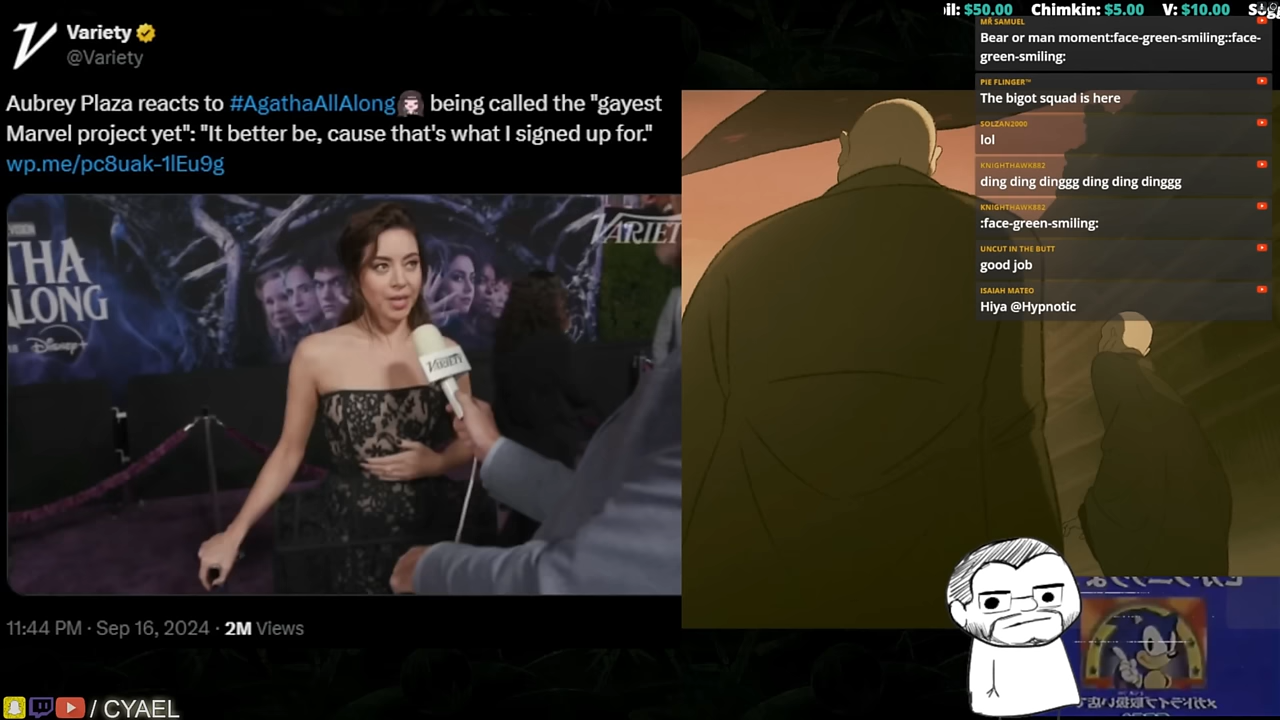 Variety
@Variety
Aubrey Plaza reacts to #AgathaAllAlong being called the "gayest
Marvel project yet": "It better be, cause that's what I signed up for."
wp.me/pc8uak-1lEu9g
VISION
THA
ALONG
Disney+
VARIET
VARIETY
11:44 PM · Sep 16, 2024 · 2M Views
/ CYAEL
il: $50.00 Chimkin: $5.00 V: $10.00
MR SAMUEL
Bear or man moment:face-green-smiling::face-
green-smiling:
PIE FLINGER™
The bigot squad is here
SOLZAN2000
lol
KNIGHTHAWK882
ding ding dinggg ding ding dinggg
KNIGHTHAWK882
:face-green-smiling:
UNCUT IN THE BUTT
good job
ISAIAH MATEO
Hiya @Hypnotic